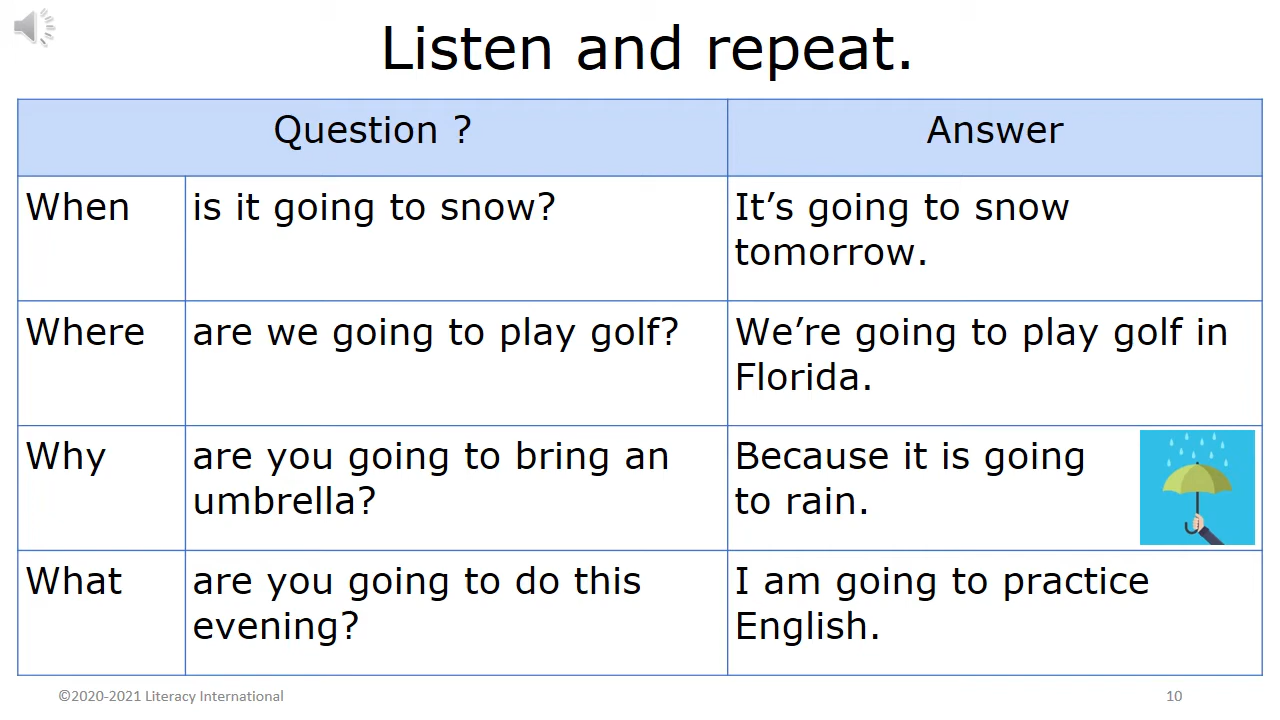 Listen and repeat.
Question ?
Answer
When
is it going to snow?
It’s going to snow
tomorrow.
Where
are we going to play golf?
We’re going to play golf in
Florida.
Why
are you going to bring an
umbrella?
Because it is going
to rain.
What
are you going to do this
evening?
I am going to practice
English.
©2020-2021 Literacy International
10